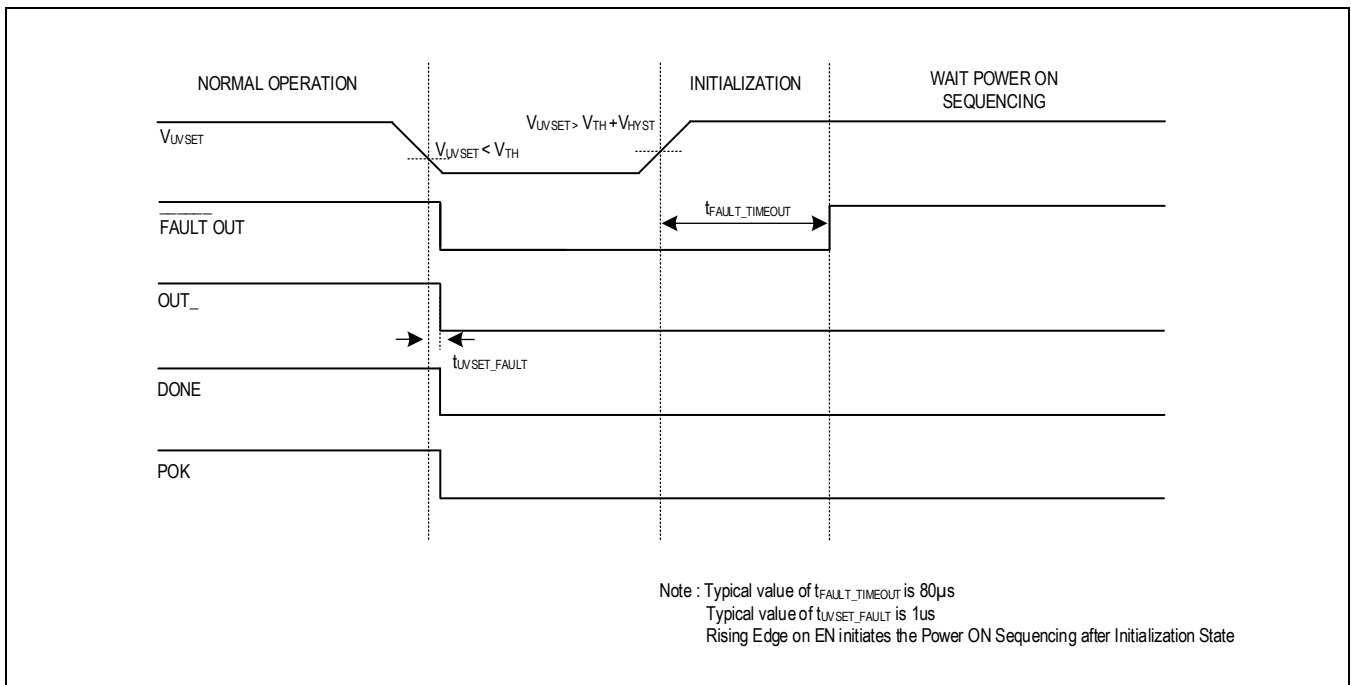 NORMAL OPERATION
INITIALIZATION
WAIT POWER ON
SEQUENCING
VUVSET
VUVSET < VTH
VUVSET > VTH + VHYST
FAULT OUT
tFAULT_TIMEOUT
OUT_
tUVSET_FAULT
DONE
POK
Note : Typical value of tFAULT_TIMEOUT is 80µs
Typical value of tUVSET_FAULT is 1us
Rising Edge on EN initiates the Power ON Sequencing after Initialization State